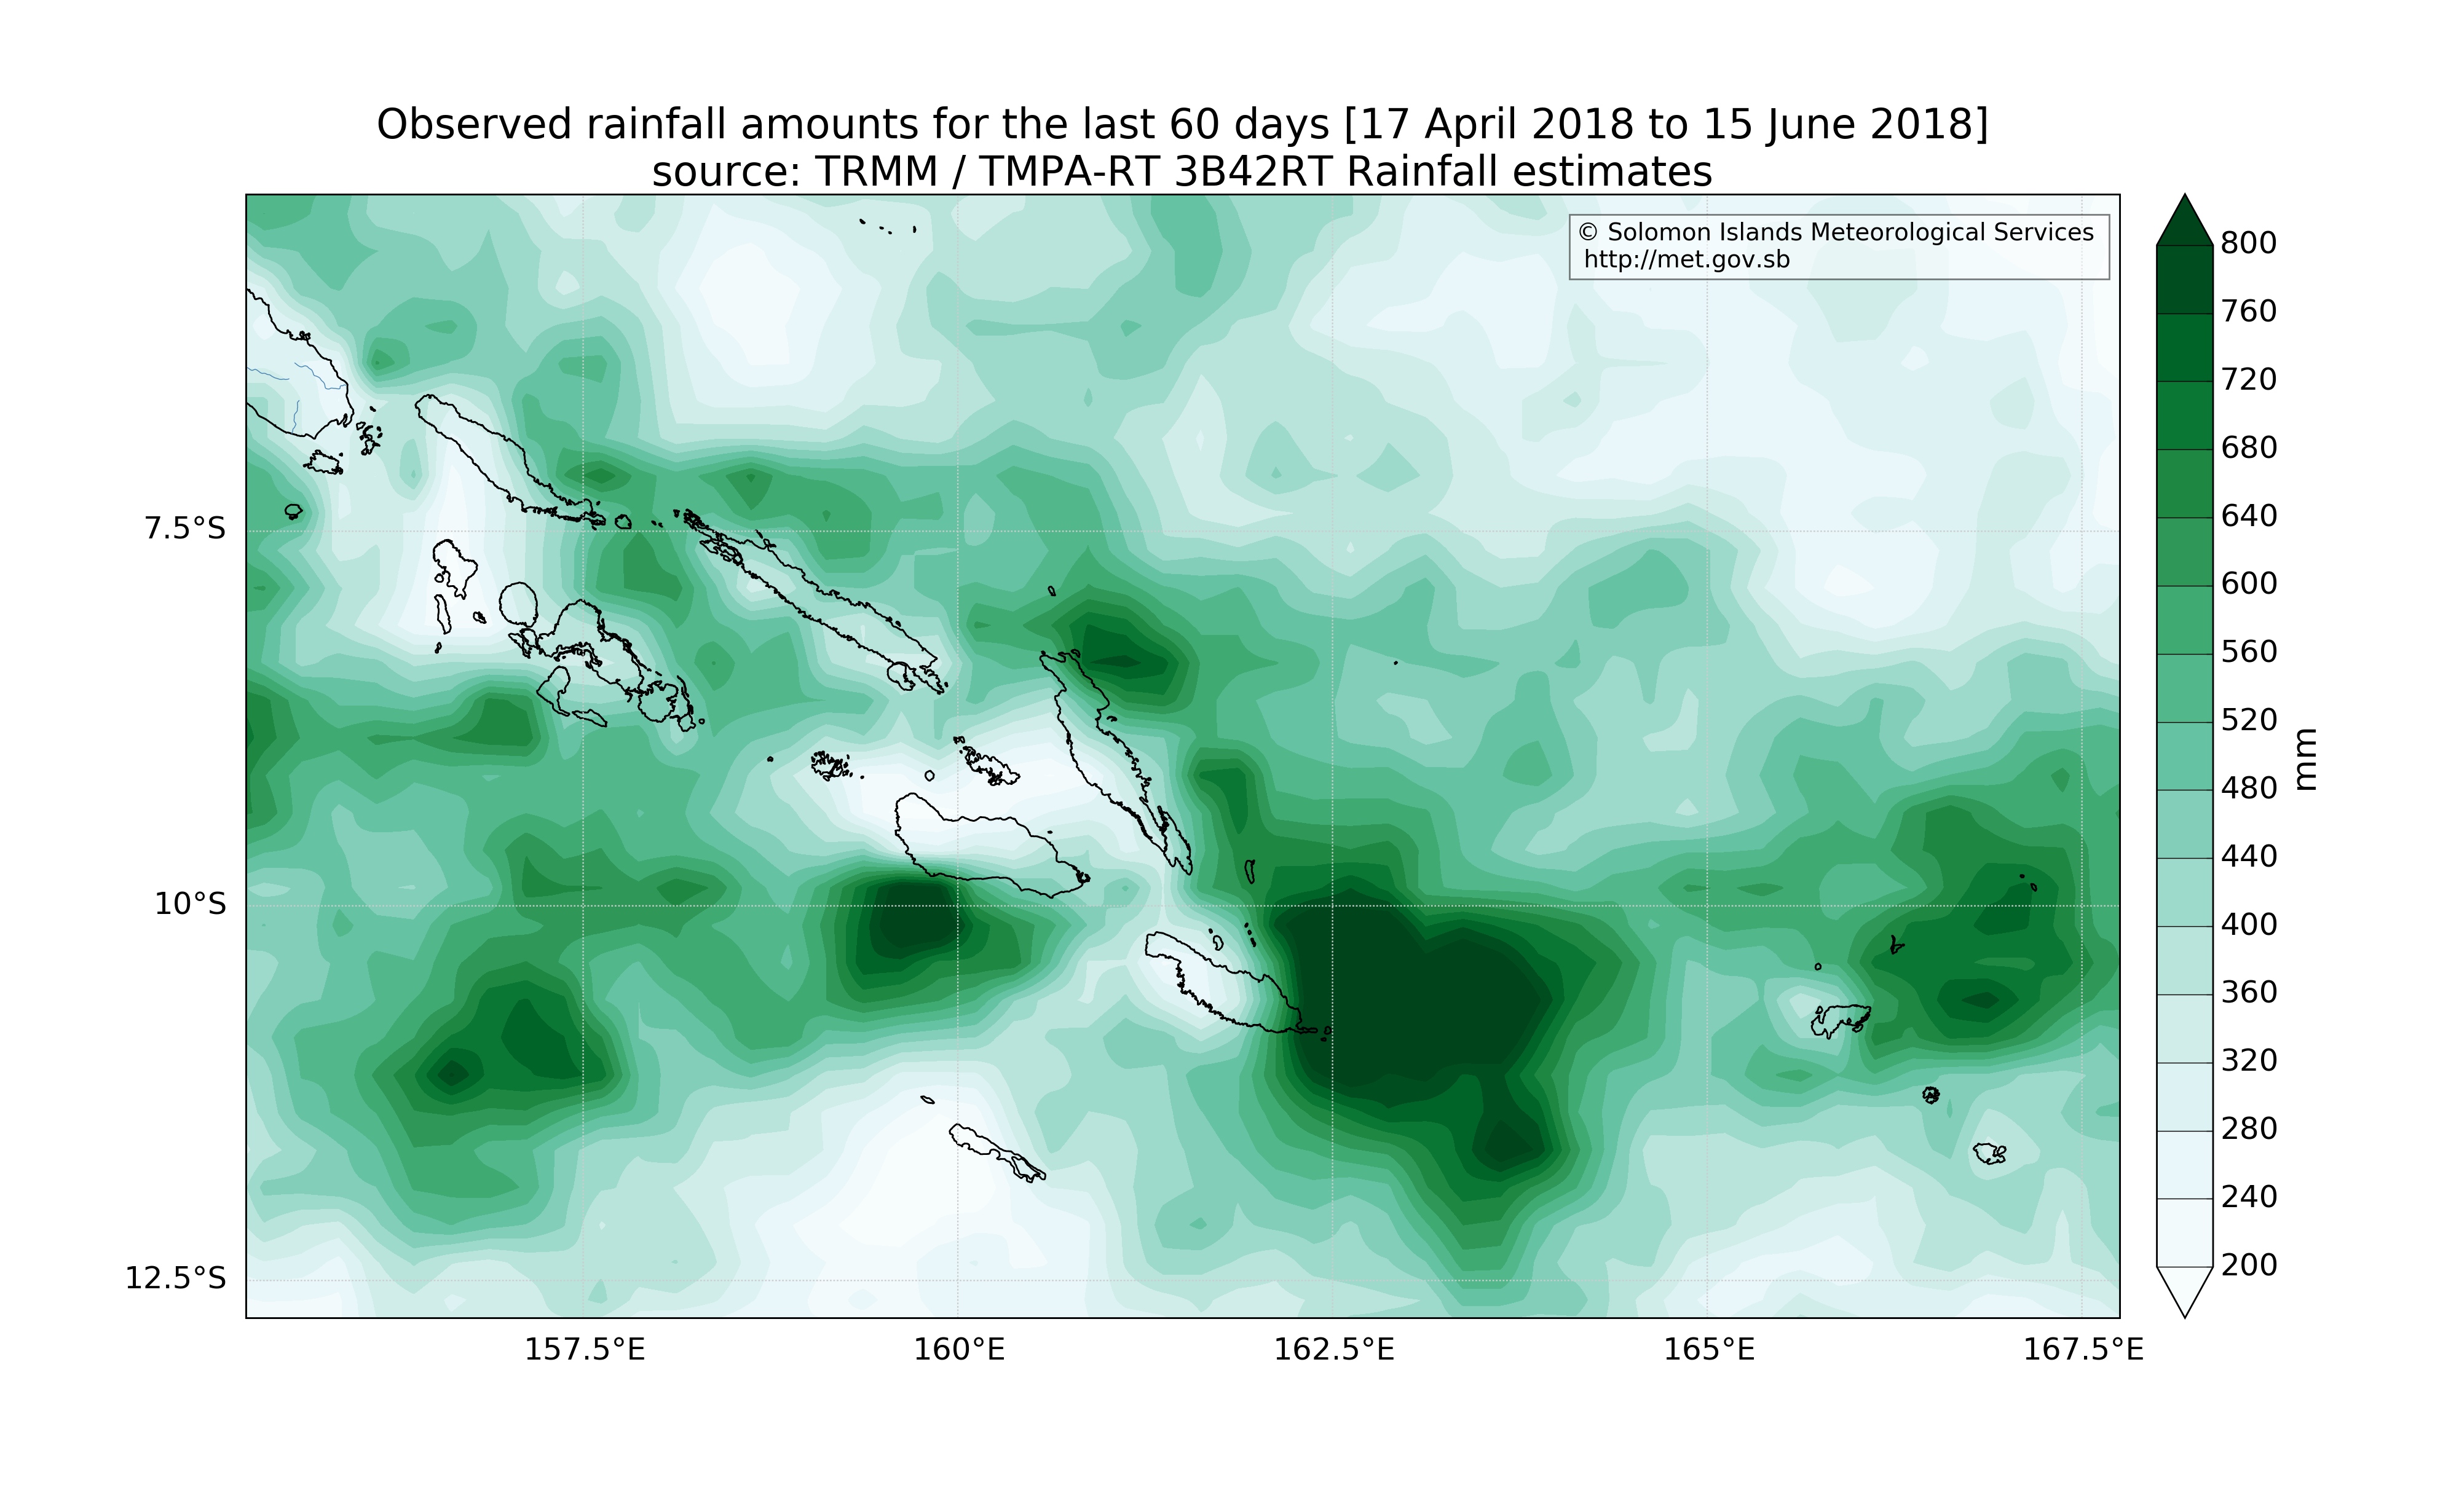 Observed rainfall amounts for the last 60 days [17 April 2018 to 15 June 2018]
source: TRMM / TMPA-RT 3B42RT Rainfall estimates
© Solomon Islands Meteorological Services
http://met.gov.sb
7.5°S
10°S
12.5°S
157.5°E
160°E
162.5°E
165°E
167.5°E
800
760
720
680
640
600
560
520
480
440
400
360
320
280
240
200
mm